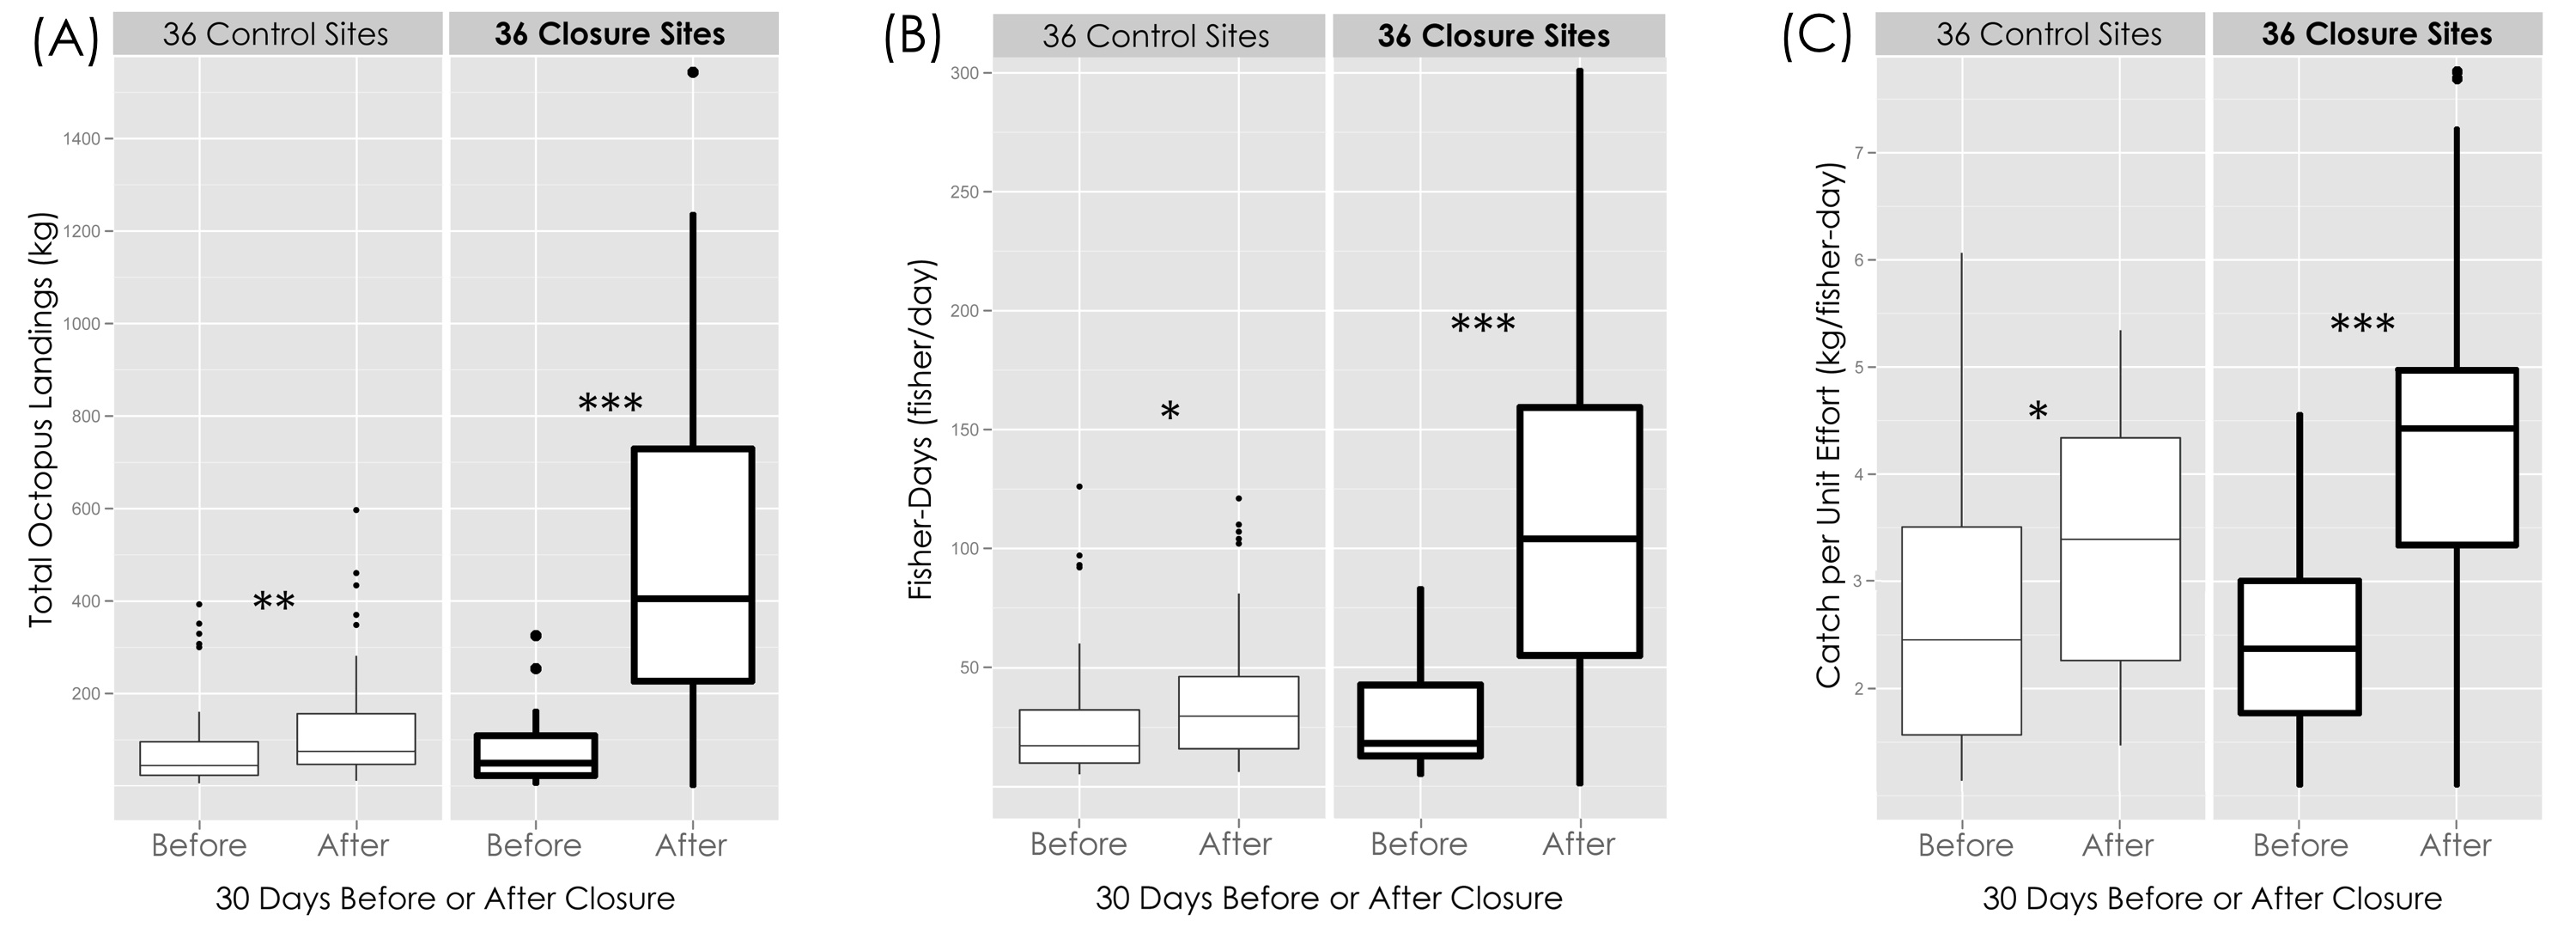 (A)
36 Control Sites
36 Closure Sites
Total Octopus Landings (kg)
1400
1200
1000
800
600
400
200
**
***
Before
After
Before
After
30 Days Before or After Closure
(B)
36 Control Sites
36 Closure Sites
Fisher-Days (fisher/day)
300
250
200
150
100
50
*
***
Before
After
Before
After
30 Days Before or After Closure
(C)
36 Control Sites
36 Closure Sites
Catch per Unit Effort (kg/fisher-day)
7
6
5
4
3
2
*
***
Before
After
Before
After
30 Days Before or After Closure